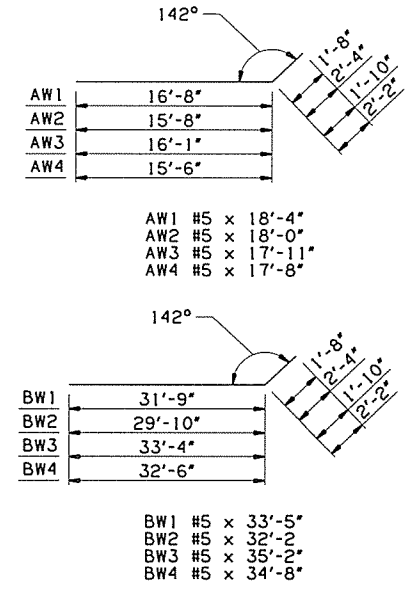 142°
1'-8"
2'-4"
1'-10"
2'-2"
AW1 16'-8"
AW2 15'-8"
AW3 16'-1"
AW4 15'-6"
AW1 #5 x 18'-4"
AW2 #5 x 18'-0"
AW3 #5 x 17'-11"
AW4 #5 x 17'-8"
142°
1'-8"
2'-4"
1'-10"
2'-2"
BW1 31'-9"
BW2 29'-10"
BW3 33'-4"
BW4 32'-6"
BW1 #5 x 33'-5"
BW2 #5 x 32'-2
BW3 #5 x 35'-2"
BW4 #5 x 34'-8"